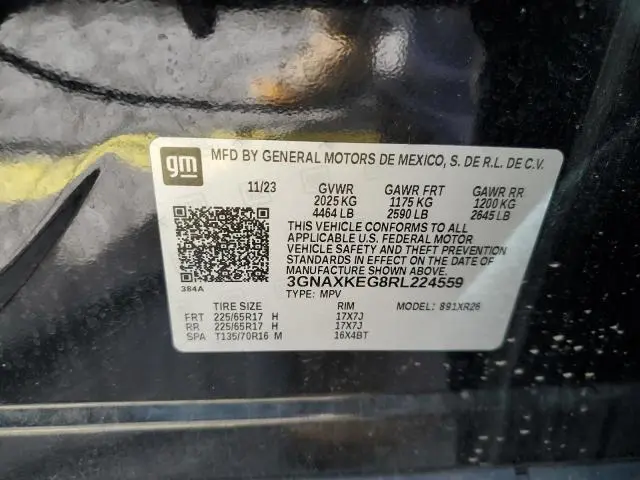 gm MFD BY GENERAL MOTORS DE MEXICO, S. DE R.L. DE C.V.
11/23 GVWR GAWR FRT GAWR RR
2025 KG 1175 KG 1200 KG
4464 LB 2590 LB 2645 LB
THIS VEHICLE CONFORMS TO ALL
APPLICABLE U.S. FEDERAL MOTOR
VEHICLE SAFETY AND THEFT PREVENTION
STANDARDS IN EFFECT ON THE DATE OF
MANUFACTURE SHOWN ABOVE.
384A 3GNAXKEG8RL224559
TYPE: MPV
TIRE SIZE RIM MODEL: 891XR26
FRT 225/65R17 H 17X7J
RR 225/65R17 H 17X7J
SPA T135/70R16 M 16X4BT